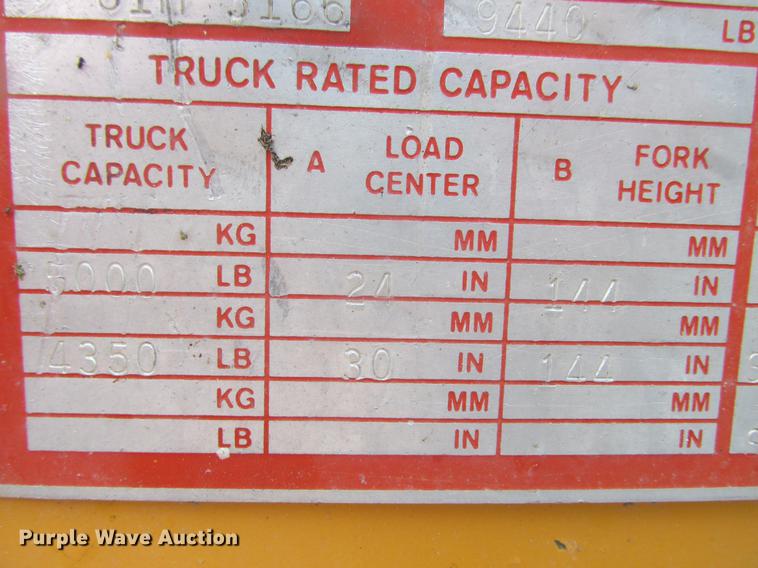 3166 9440 LB
TRUCK RATED CAPACITY
TRUCK CAPACITY A LOAD CENTER B FORK HEIGHT
KG MM MM
5000 LB 24 IN 144 IN
KG MM MM
4350 LB 30 IN 144 IN
KG MM MM
LB IN IN
Purple Wave Auction